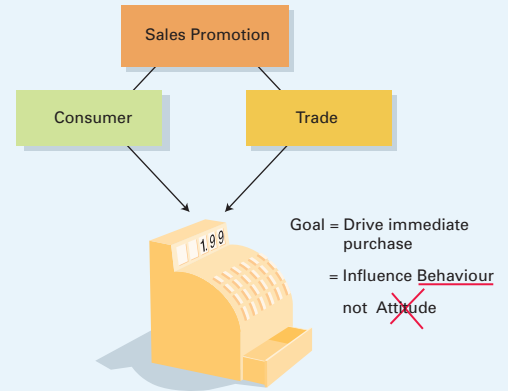 Sales Promotion
Consumer
Trade
1.99
Goal = Drive immediate
purchase
= Influence Behaviour
not Attitude